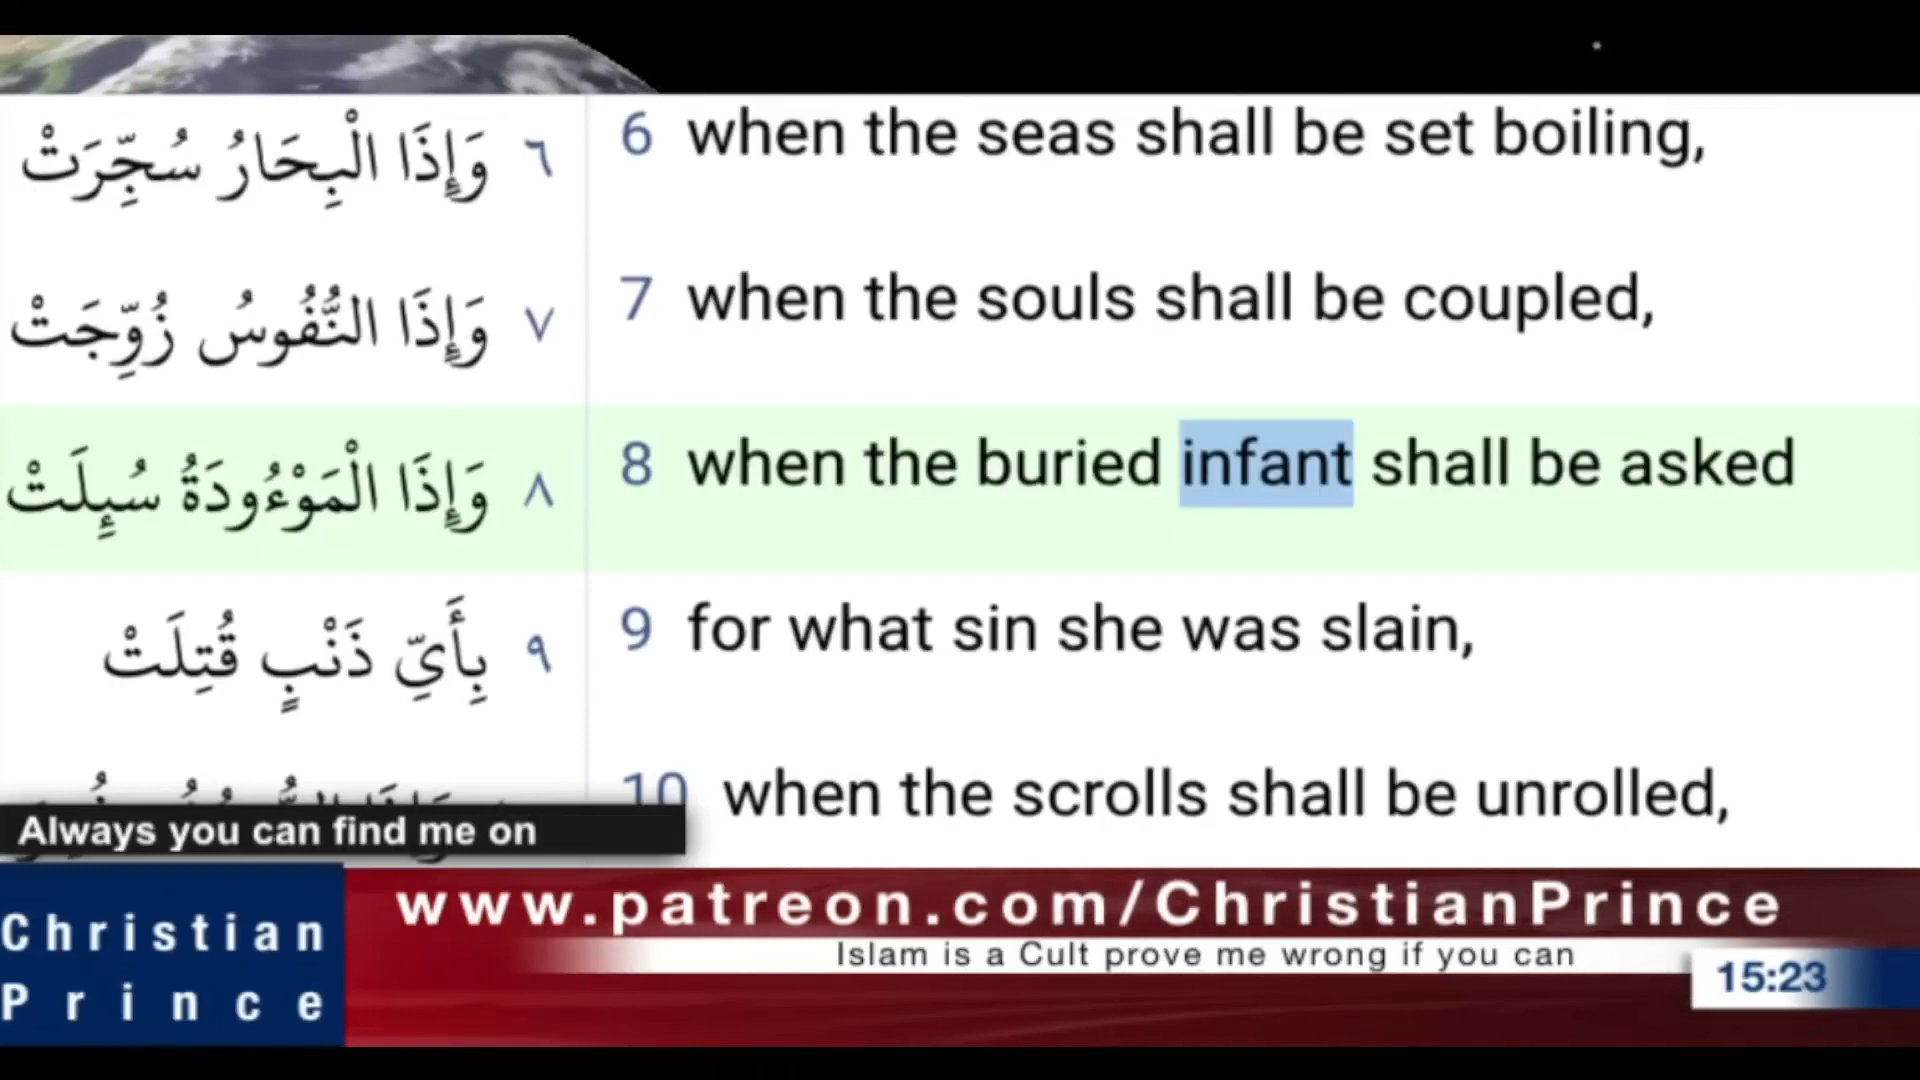 وَإِذَا الْبِحَارُ سُجِّرَتْ ٦
6 when the seas shall be set boiling,
وَإِذَا النُّفُوسُ زُوِّجَتْ ٧
7 when the souls shall be coupled,
وَإِذَا الْمَوْءُودَةُ سُئِلَتْ ٨
8 when the buried infant shall be asked
بِأَيِّ ذَنْبٍ قُتِلَتْ ٩
9 for what sin she was slain,
10 when the scrolls shall be unrolled,
Always you can find me on
www.patreon.com/ChristianPrince
Christian
Prince
Islam is a Cult prove me wrong if you can
15:23